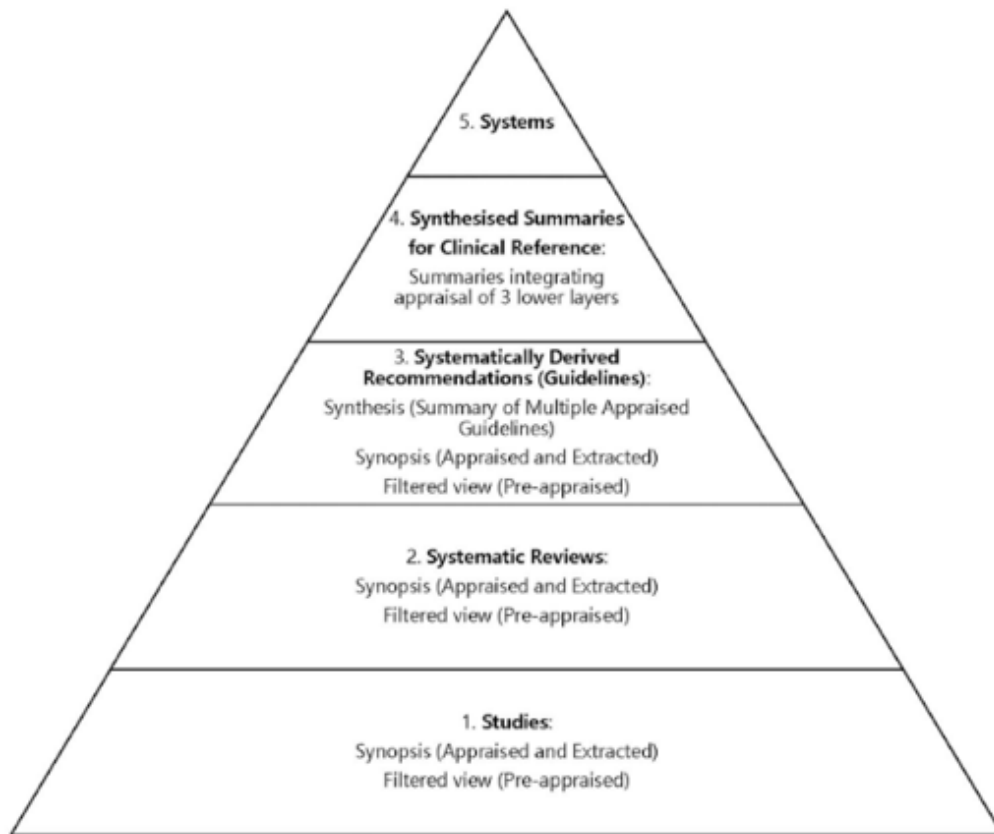 5. Systems
4. Synthesised Summaries
for Clinical Reference:
Summaries integrating
appraisal of 3 lower layers
3. Systematically Derived
Recommendations (Guidelines):
Synthesis (Summary of Multiple Appraised
Guidelines)
Synopsis (Appraised and Extracted)
Filtered view (Pre-appraised)
2. Systematic Reviews:
Synopsis (Appraised and Extracted)
Filtered view (Pre-appraised)
1. Studies:
Synopsis (Appraised and Extracted)
Filtered view (Pre-appraised)